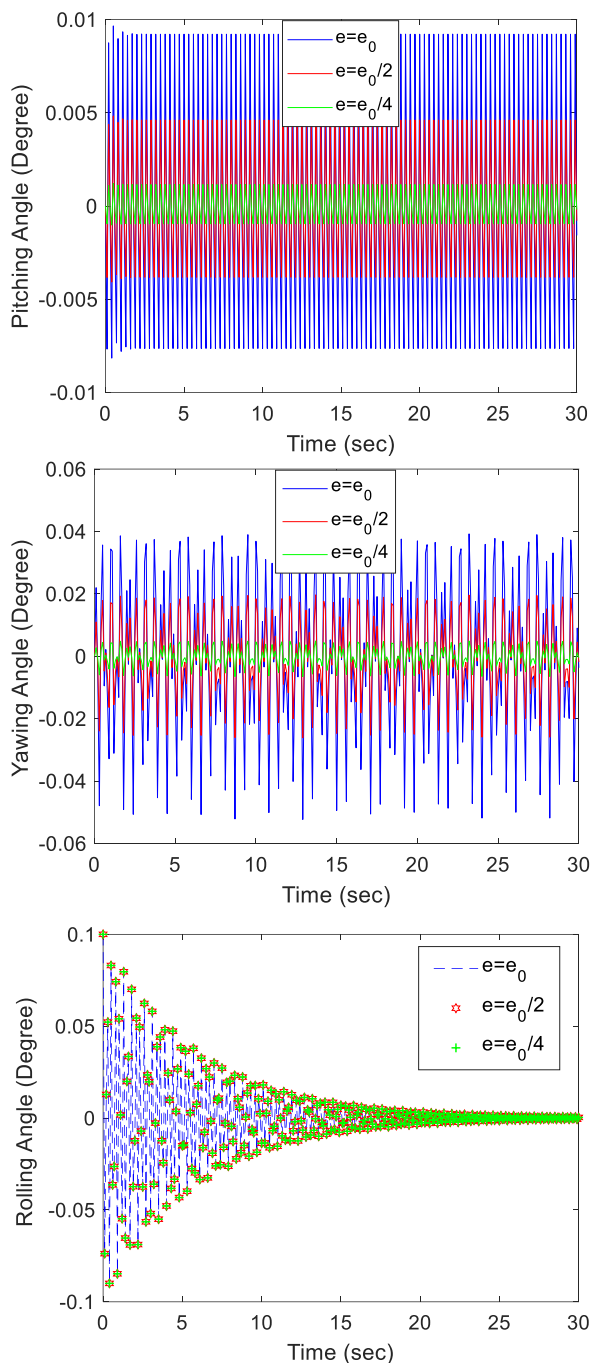 Pitching Angle (Degree)
0.01
0.005
0
-0.005
-0.01
e=e0
e=e0/2
e=e0/4
0 5 10 15 20 25 30
Time (sec)
Yawing Angle (Degree)
0.06
0.04
0.02
0
-0.02
-0.04
-0.06
e=e0
e=e0/2
e=e0/4
0 5 10 15 20 25 30
Time (sec)
Rolling Angle (Degree)
0.1
0.05
0
-0.05
-0.1
e=e0
e=e0/2
e=e0/4
0 5 10 15 20 25 30
Time (sec)